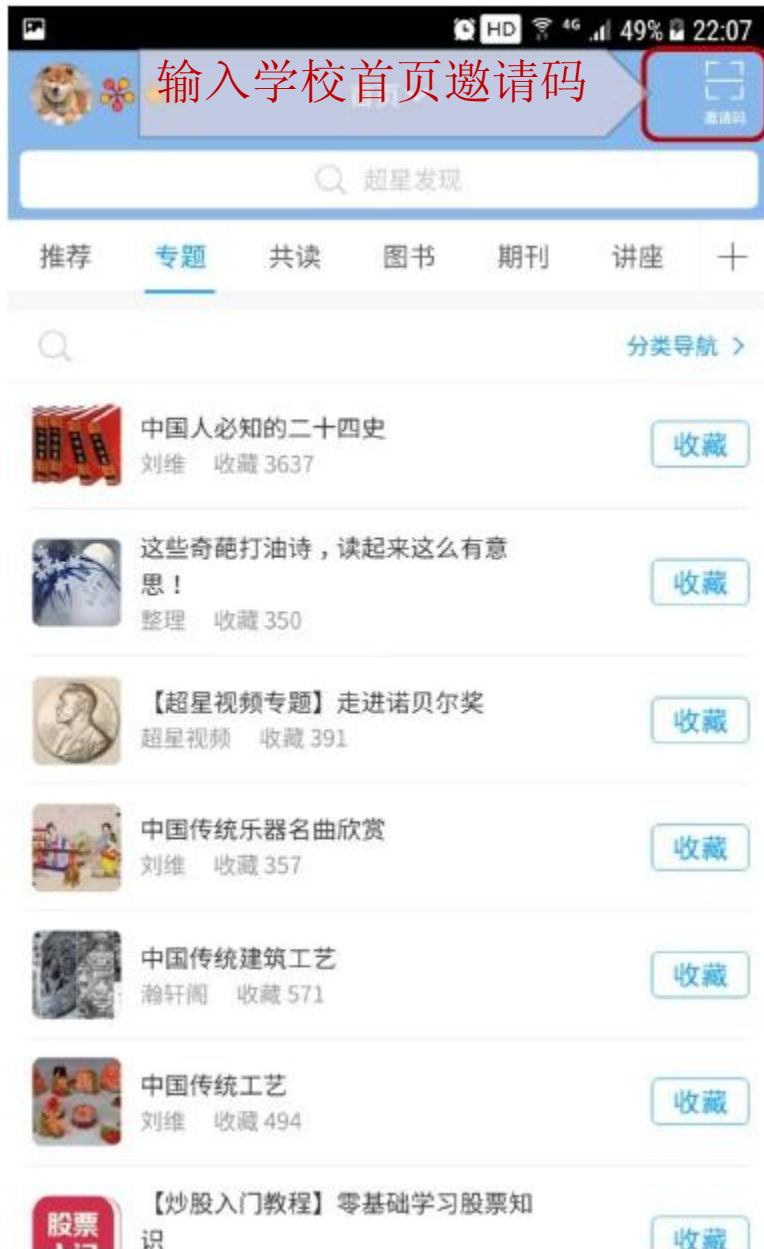 HD 4G 49% 22:07
输入学校首页邀请码
邀请码
超星发现
推荐 专题 共读 图书 期刊 讲座
分类导航
中国人必知的二十四史
刘维 收藏 3637
收藏
这些奇葩打油诗，读起来这么有意
思！
整理 收藏 350
收藏
【超星视频专题】走进诺贝尔奖
超星视频 收藏 391
收藏
中国传统乐器名曲欣赏
刘维 收藏 357
收藏
中国传统建筑工艺
瀚轩阁 收藏 571
收藏
中国传统工艺
刘维 收藏 494
收藏
【炒股入门教程】零基础学习股票知
识
股票
入门
收藏